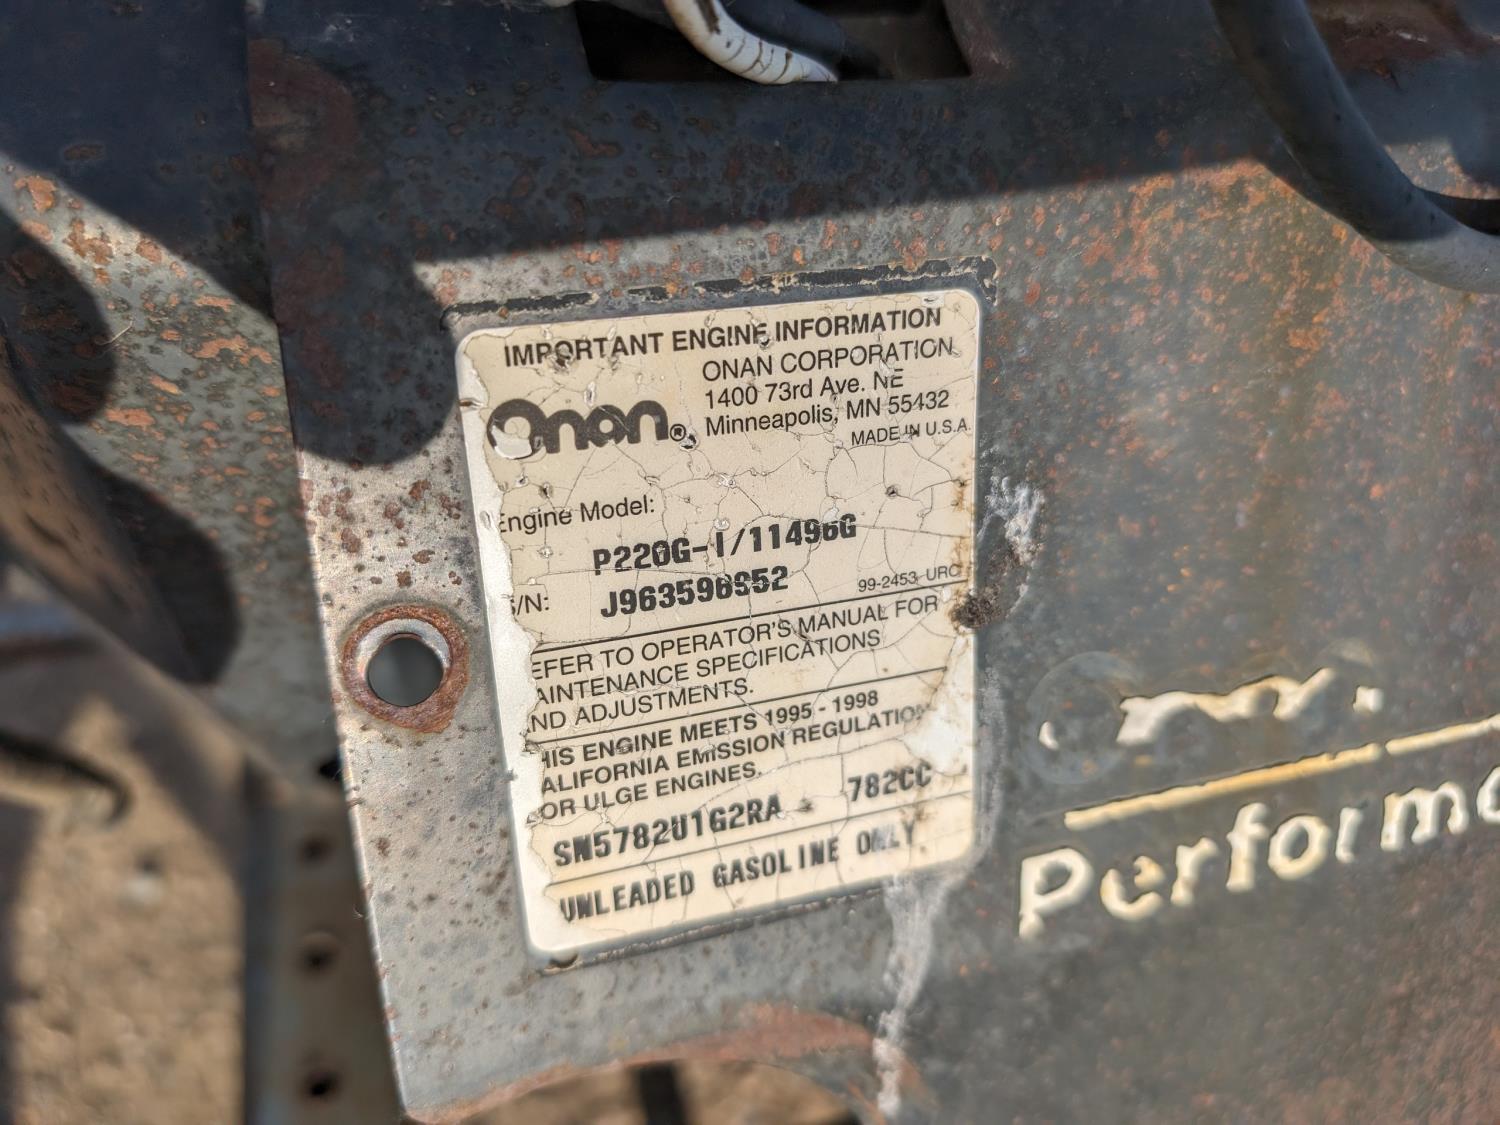 IMPORTANT ENGINE INFORMATION
Onan®
ONAN CORPORATION
1400 73rd Ave. NE
Minneapolis, MN 55432
MADE IN U.S.A.
Engine Model:
P220G-I/11496G
S/N:
99-2453 URC
EFER TO OPERATOR'S MANUAL FOR
AINTENANCE SPECIFICATIONS
ND ADJUSTMENTS.
HIS ENGINE MEETS 1995 - 1998
ALIFORNIA EMISSION REGULATION
OR ULGE ENGINES.
SN5782U1G2RA 782CC
UNLEADED GASOLINE ONLY
Performa